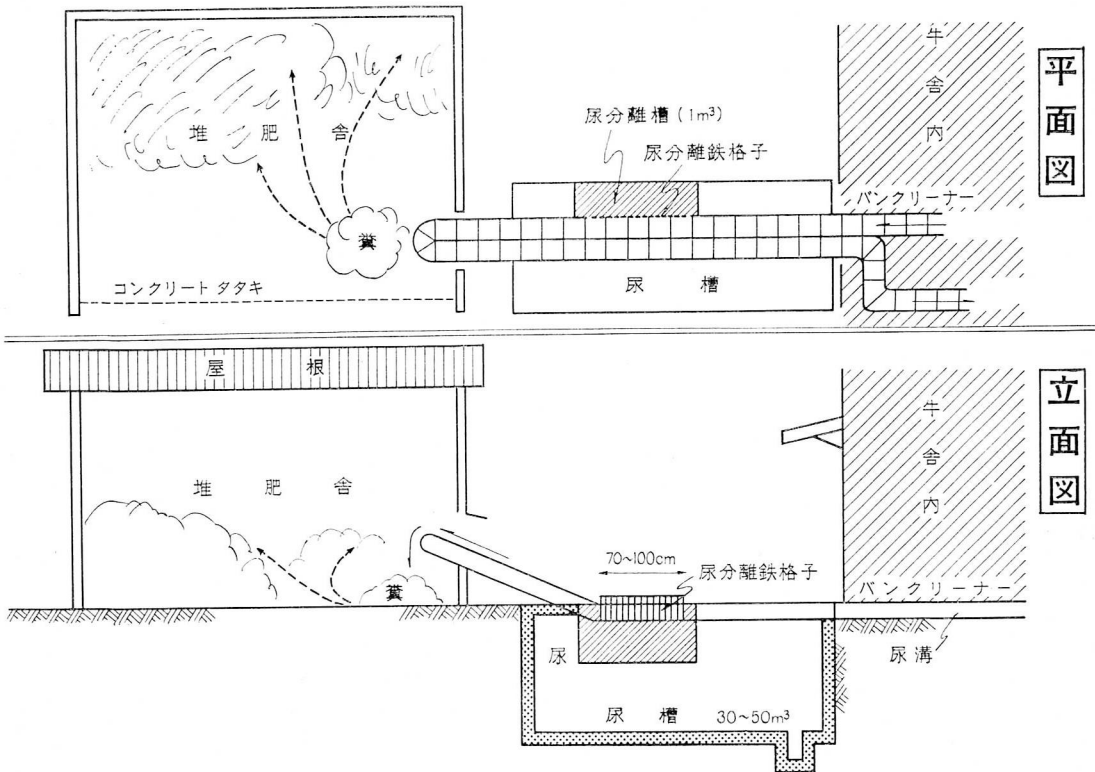 平面図
牛舎内
尿分離槽(1m³)
尿分離鉄格子
堆肥舎
バンクリーナー
糞
尿槽
コンクリートタタキ
立面図
屋根
牛舎内
堆肥舎
70~100cm
尿分離鉄格子
バンクリーナー
糞
尿
尿溝
尿槽 30~50m³